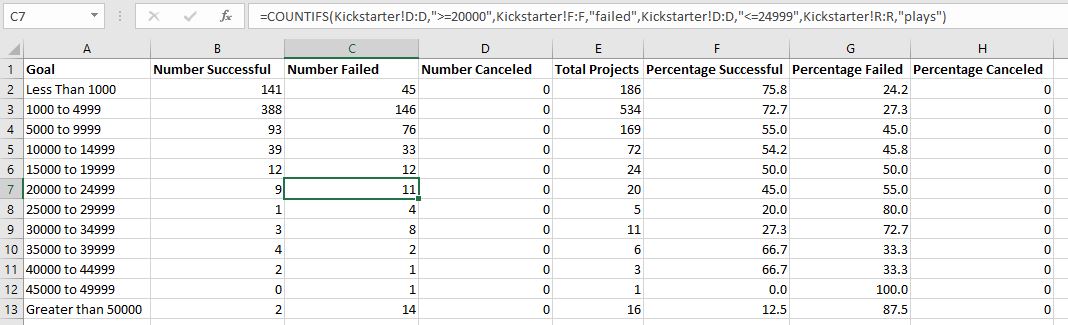 C7 fx =COUNTIFS(Kickstarter!D:D,">=20000",Kickstarter!F:F,"failed",Kickstarter!D:D,"<=24999",Kickstarter!R:R,"plays")
A B C D E F G H
1 Goal Number Successful Number Failed Number Canceled Total Projects Percentage Successful Percentage Failed Percentage Canceled
2 Less Than 1000 141 45 0 186 75.8 24.2 0
3 1000 to 4999 388 146 0 534 72.7 27.3 0
4 5000 to 9999 93 76 0 169 55.0 45.0 0
5 10000 to 14999 39 33 0 72 54.2 45.8 0
6 15000 to 19999 12 12 0 24 50.0 50.0 0
7 20000 to 24999 9 11 0 20 45.0 55.0 0
8 25000 to 29999 1 4 0 5 20.0 80.0 0
9 30000 to 34999 3 8 0 11 27.3 72.7 0
10 35000 to 39999 4 2 0 6 66.7 33.3 0
11 40000 to 44999 2 1 0 3 66.7 33.3 0
12 45000 to 49999 0 1 0 1 0.0 100.0 0
13 Greater than 50000 2 14 0 16 12.5 87.5 0